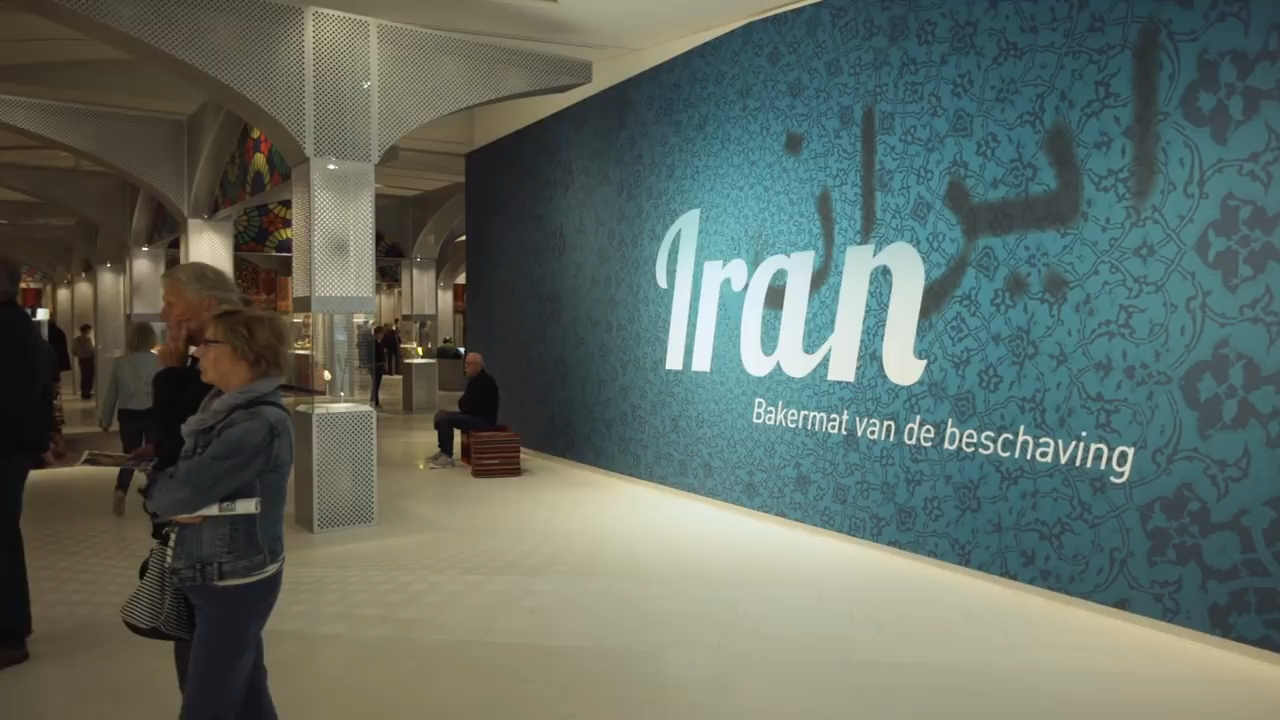 ایران
Iran
Bakermat van de beschaving